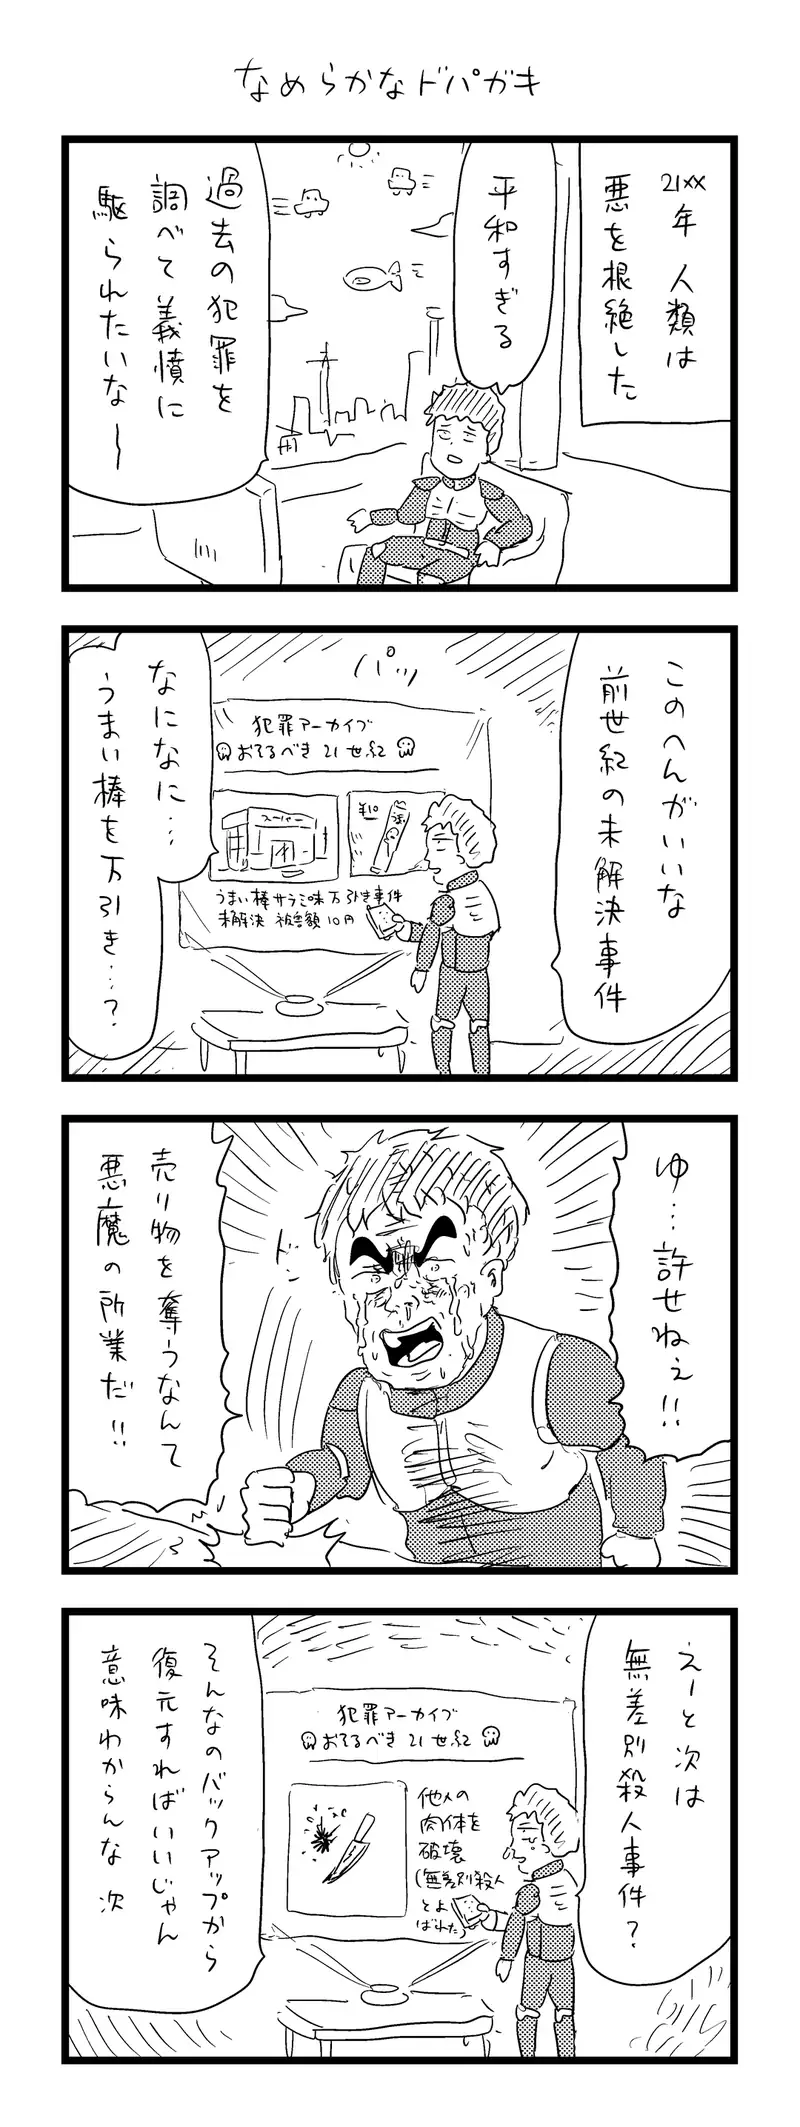 なめらかなドパガキ
21××年 人類は
悪を根絶した
平和すぎる
過去の犯罪を
調べて義憤に
駆られたいな〜
このへんがいいな
前世紀の未解決事件
パッ
犯罪アーカイブ
おそるべき21世紀
スーパー
¥10
うま
うまい棒サラミ味万引き事件
未解決 被害額10円
なになに…
うまい棒を万引き…?
ゆ…許せねぇ!!
ドン
売り物を奪うなんて
悪魔の所業だ!!
えーと次は
無差別殺人事件?
犯罪アーカイブ
おそるべき21世紀
他人の
肉体を
破壊
(無差別殺人
とよ
ばれた)
そんなのバックアップから
復元すればいいじゃん
意味わからんな 次